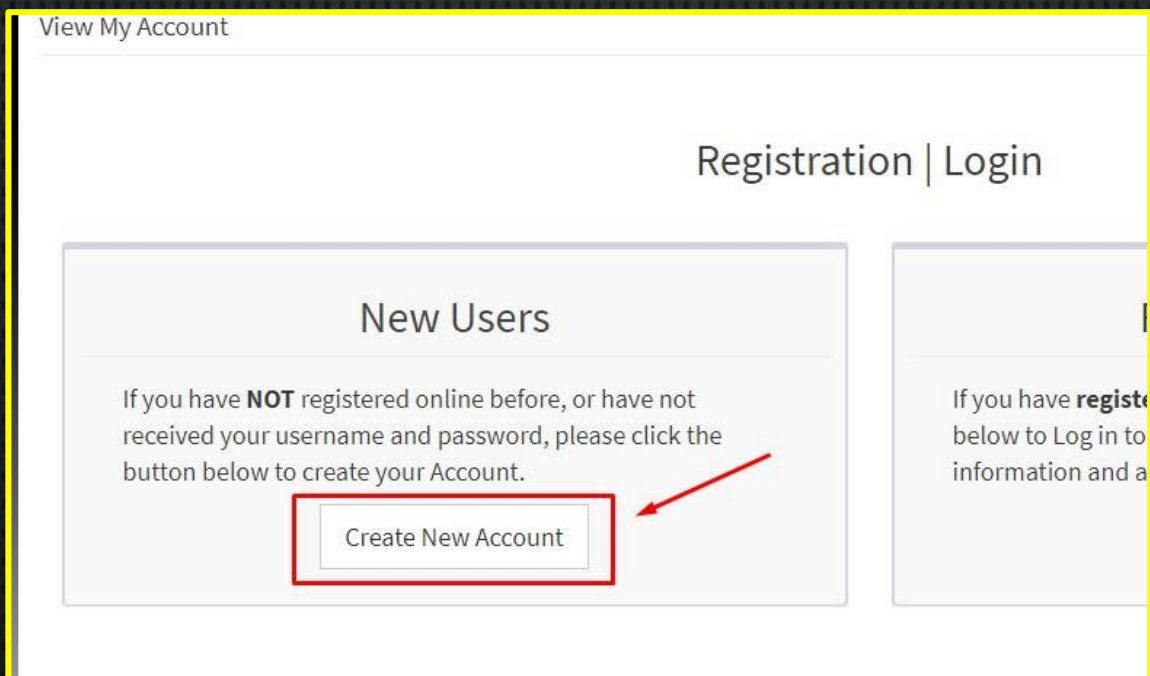 View My Account
Registration | Login
New Users
If you have NOT registered online before, or have not
received your username and password, please click the
button below to create your Account.
Create New Account
If you have
below to Log in to
information and a